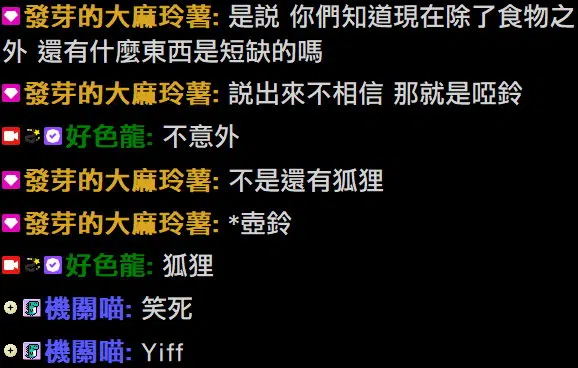 發芽的大麻玲薯: 是説 你們知道現在除了食物之
外 還有什麼東西是短缺的嗎
發芽的大麻玲薯: 説出來不相信 那就是啞鈴
好色龍: 不意外
發芽的大麻玲薯: 不是還有狐狸
發芽的大麻玲薯: *壺鈴
好色龍: 狐狸
機關喵: 笑死
機關喵: Yiff